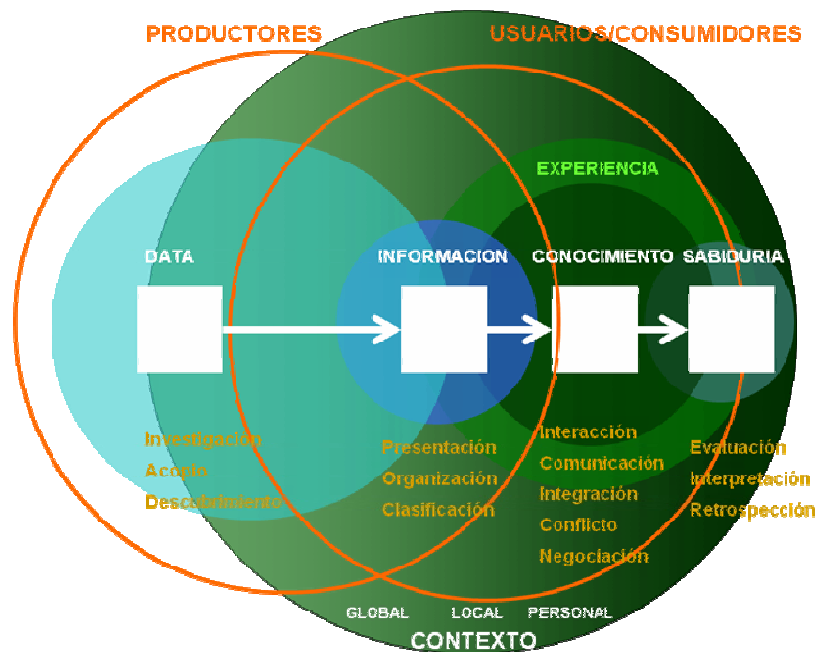 PRODUCTORES
USUARIOS/CONSUMIDORES
EXPERIENCIA
DATA
INFORMACION
CONOCIMIENTO
SABIDURIA
Investigación
Acopio
Descubrimiento
Presentación
Organización
Clasificación
Interacción
Comunicación
Integración
Conflicto
Negociación
Evaluación
Interpretación
Retrospección
GLOBAL
LOCAL
PERSONAL
CONTEXTO